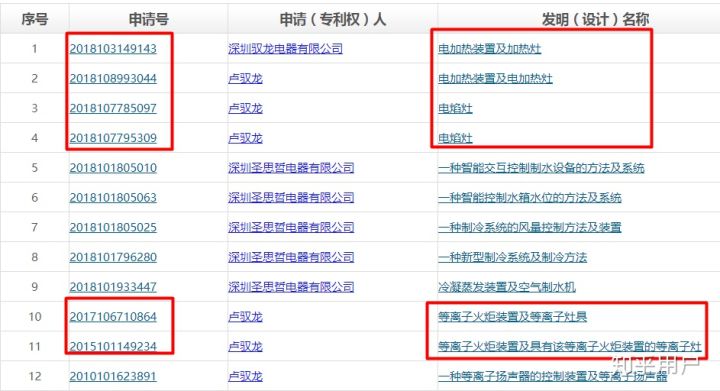 序号 申请号 申请（专利权）人 发明（设计）名称
1 2018103149143 深圳驭龙电器有限公司 电加热装置及加热灶
2 2018108993044 卢驭龙 电加热装置及电加热灶
3 2018107785097 卢驭龙 电焰灶
4 2018107795309 卢驭龙 电焰灶
5 2018101805010 深圳圣思哲电器有限公司 一种智能交互控制制水设备的方法及系统
6 2018101805063 深圳圣思哲电器有限公司 一种智能控制水箱水位的方法及系统
7 2018101805025 深圳圣思哲电器有限公司 一种制冷系统的风量控制方法及装置
8 2018101796280 深圳圣思哲电器有限公司 一种新型制冷系统及制冷方法
9 2018101933447 深圳圣思哲电器有限公司 冷凝蒸发装置及空气制水机
10 2017106710864 卢驭龙 等离子火炬装置及等离子灶具
11 2015101149234 卢驭龙 等离子火炬装置及具有该等离子火炬装置的等离子灶
12 2010101623891 卢驭龙 一种等离子扬声器的控制装置及等离子扬声器
知乎用户